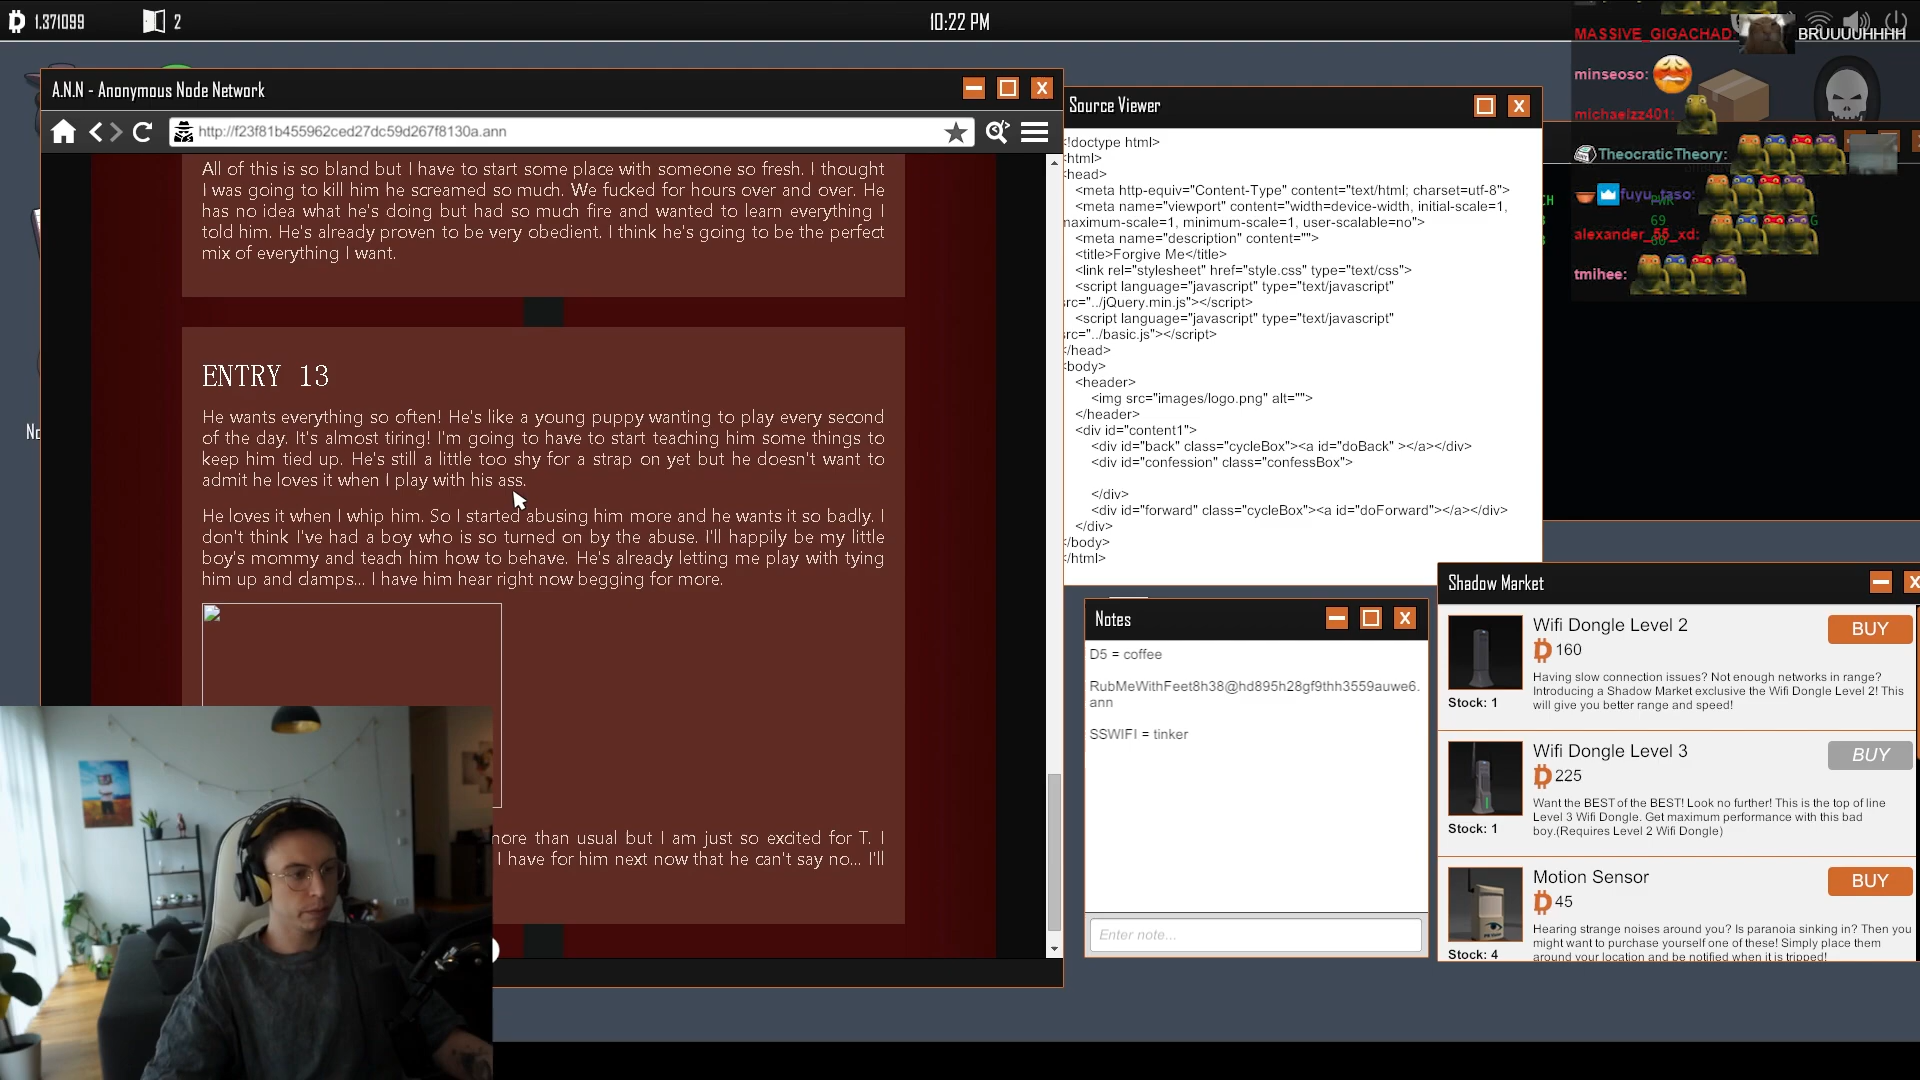 1.371099
2
10:22 PM
MASSIVE_GIGACHAD:
BRUUUUHHHH
minseoso:
michaelzz401:
TheocraticTheory:
fuyu_taso:
alexander_55_xd:
tmihee:
69
A.N.N - Anonymous Node Network
http://f23f81b455962ced27dc59d267f8130a.ann
All of this is so bland but I have to start some place with someone so fresh. I thought
I was going to kill him he screamed so much. We fucked for hours over and over. He
has no idea what he's doing but had so much fire and wanted to learn everything I
told him. He's already proven to be very obedient. I think he's going to be the perfect
mix of everything I want.
ENTRY 13
He wants everything so often! He's like a young puppy wanting to play every second
of the day. It's almost tiring! I'm going to have to start teaching him some things to
keep him tied up. He's still a little too shy for a strap on yet but he doesn't want to
admit he loves it when I play with his ass.
He loves it when I whip him. So I started abusing him more and he wants it so badly. I
don't think I've had a boy who is so turned on by the abuse. I'll happily be my little
boy's mommy and teach him how to behave. He's already letting me play with tying
him up and clamps... I have him hear right now begging for more.
more than usual but I am just so excited for T. I
I have for him next now that he can't say no... I'll
Source Viewer
!doctype html>
html>
head>
<meta http-equiv="Content-Type" content="text/html; charset=utf-8">
<meta name="viewport" content="width=device-width, initial-scale=1,
maximum-scale=1, minimum-scale=1, user-scalable=no">
<meta name="description" content="">
<title>Forgive Me</title>
<link rel="stylesheet" href="style.css" type="text/css">
<script language="javascript" type="text/javascript"
src="../jQuery.min.js"></script>
<script language="javascript" type="text/javascript"
src="../basic.js"></script>
</head>
body>
<header>
<img src="images/logo.png" alt="">
</header>
<div id="content1">
<div id="back" class="cycleBox"><a id="doBack" ></a></div>
<div id="confession" class="confessBox">
</div>
<div id="forward" class="cycleBox"><a id="doForward"></a></div>
</div>
</body>
</html>
Notes
D5 = coffee
RubMeWithFeet8h38@hd895h28gf9thh3559auwe6.
ann
SSWIFI = tinker
Enter note...
Shadow Market
Wifi Dongle Level 2
BUY
160
Having slow connection issues? Not enough networks in range?
Introducing a Shadow Market exclusive the Wifi Dongle Level 2! This
will give you better range and speed!
Stock: 1
Wifi Dongle Level 3
BUY
225
Want the BEST of the BEST! Look no further! This is the top of line
Level 3 Wifi Dongle. Get maximum performance with this bad
boy.(Requires Level 2 Wifi Dongle)
Stock: 1
Motion Sensor
BUY
45
Hearing strange noises around you? Is paranoia sinking in? Then you
might want to purchase yourself one of these! Simply place them
around your location and be notified when it is tripped!
Stock: 4